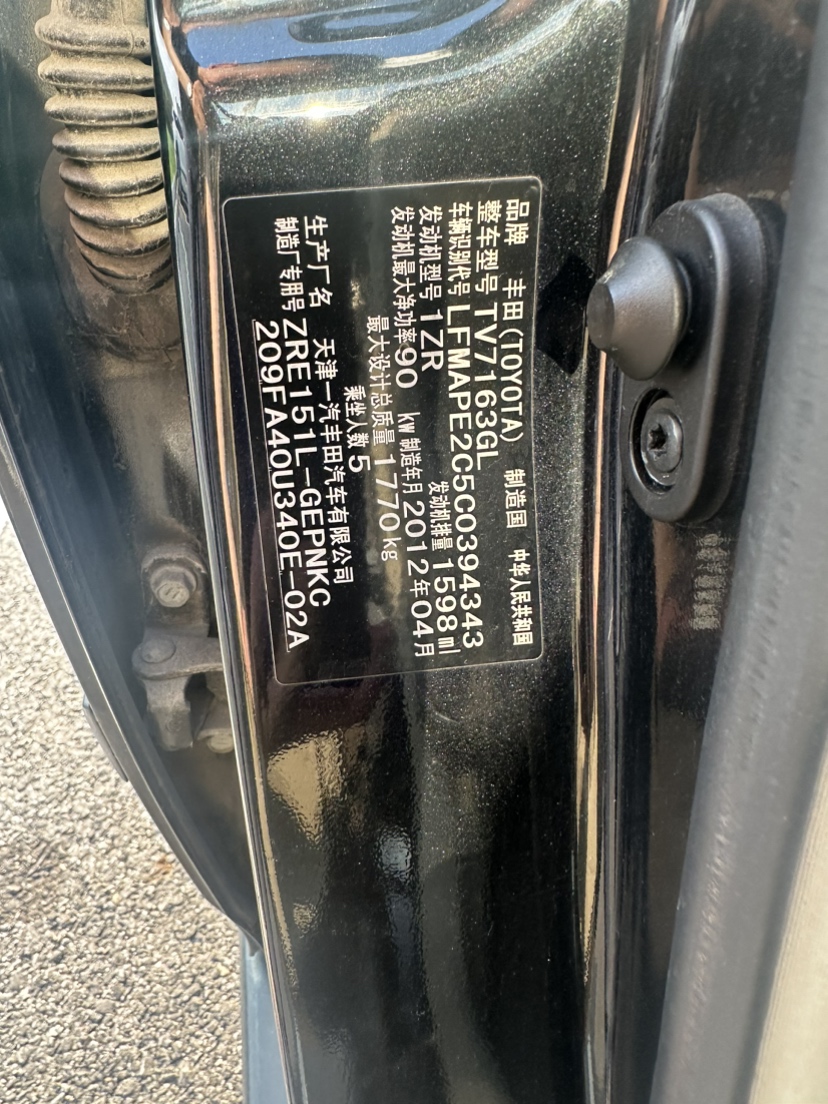 品牌 丰田(TOYOTA) 制造国 中华人民共和国
整车型号 TV7163GL
车辆识别代号 LFMAPE2C5C0394343
发动机型号 1ZR 发动机排量 1598ml
发动机最大净功率 90 kW 制造年月 2012年04月
最大设计总质量 1770kg
乘坐人数 5
生产厂名 天津一汽丰田汽车有限公司
制造厂专用号 ZRE151L-GEPNKC
209FA40U340E-02A